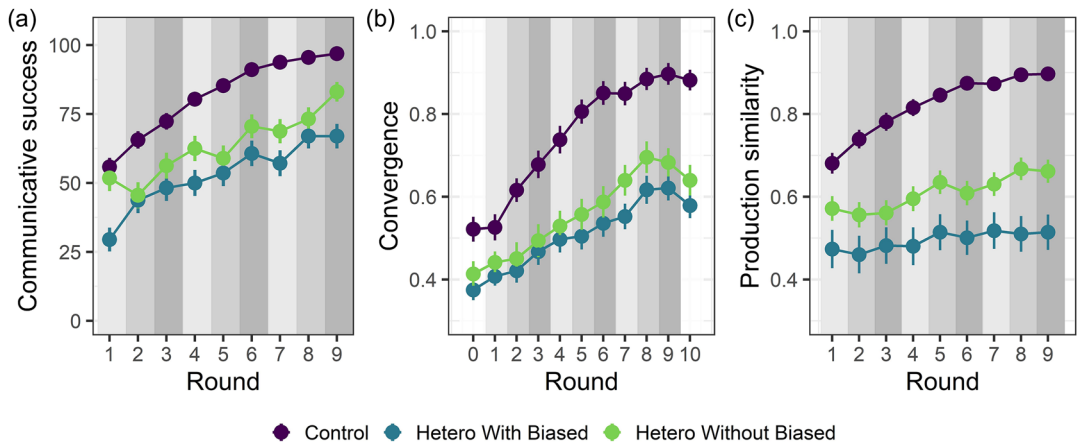 (a)
Communicative success
100
75
50
25
0
1 2 3 4 5 6 7 8 9
Round
(b)
Convergence
1.0
0.8
0.6
0.4
0 1 2 3 4 5 6 7 8 9 10
Round
(c)
Production similarity
1.0
0.8
0.6
0.4
1 2 3 4 5 6 7 8 9
Round
Control Hetero With Biased Hetero Without Biased